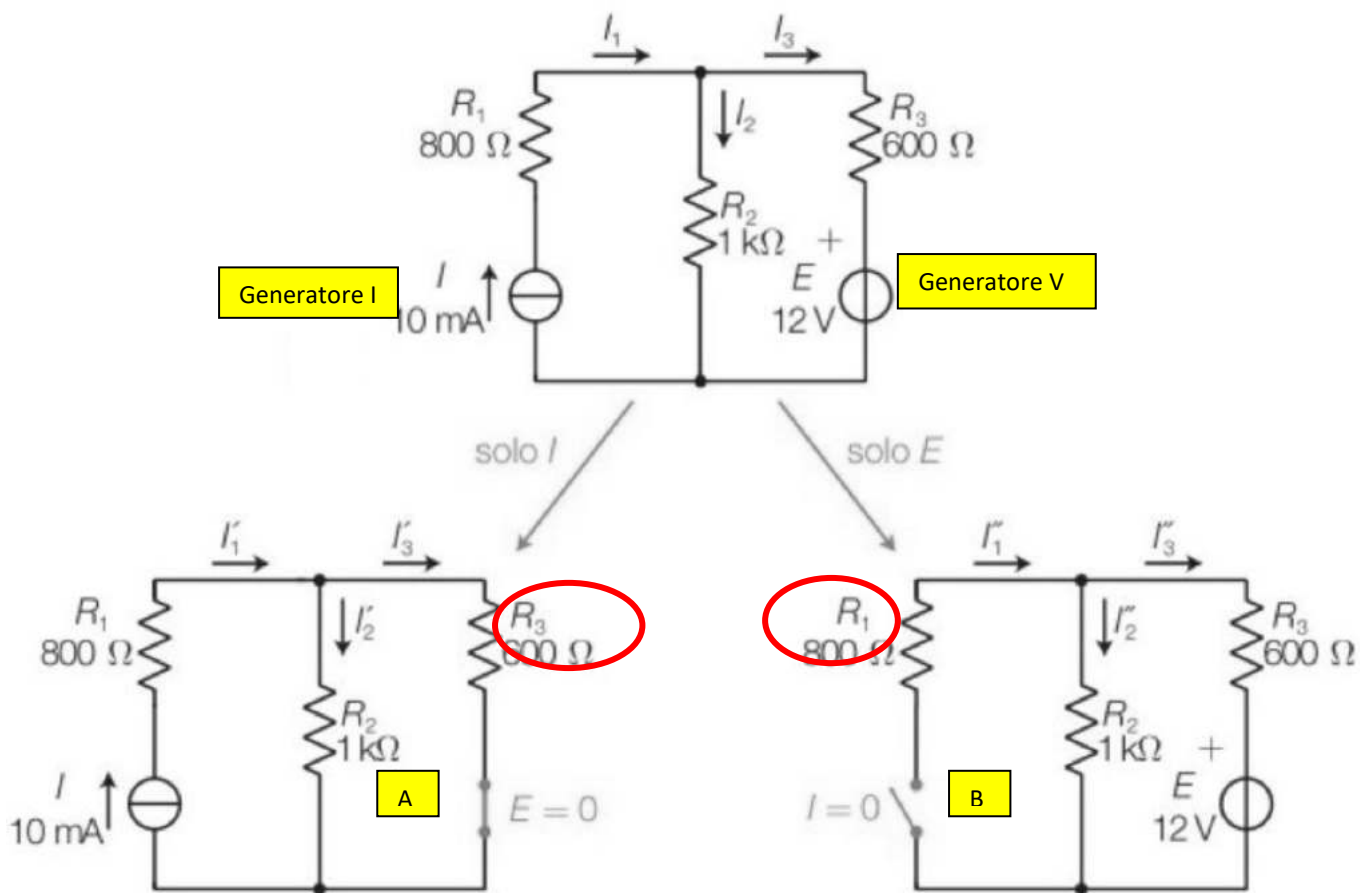 I₁
I₃
R₁
800 Ω
I₂
R₃
600 Ω
R₂
1 kΩ
+
Generatore I
I
10 mA
E
12 V
Generatore V
solo I
solo E
I′₁
I′₃
R₁
800 Ω
I′₂
R₃
600 Ω
R₂
1 kΩ
I
10 mA
A
E = 0
I″₁
I″₃
R₁
800 Ω
I″₂
R₃
600 Ω
R₂
1 kΩ
+
I = 0
B
E
12 V